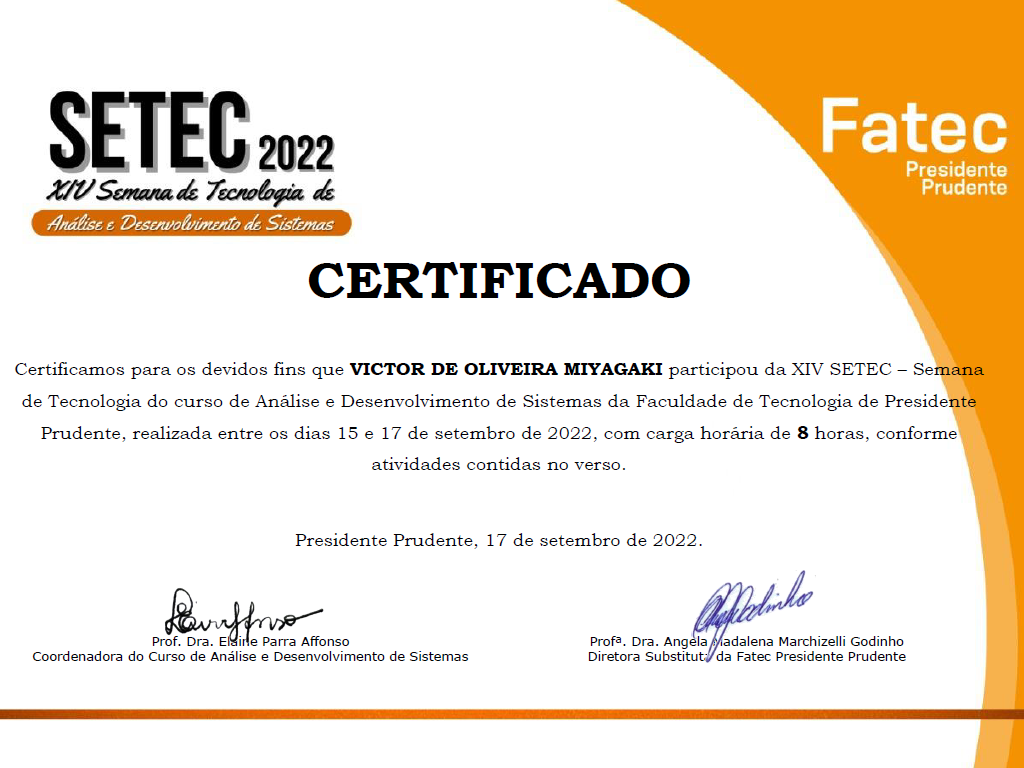 SETEC 2022
XIV Semana de Tecnologia de
Análise e Desenvolvimento de Sistemas
Fatec
Presidente
Prudente
CERTIFICADO
Certificamos para os devidos fins que VICTOR DE OLIVEIRA MIYAGAKI participou da XIV SETEC – Semana
de Tecnologia do curso de Análise e Desenvolvimento de Sistemas da Faculdade de Tecnologia de Presidente
Prudente, realizada entre os dias 15 e 17 de setembro de 2022, com carga horária de 8 horas, conforme
atividades contidas no verso.
Presidente Prudente, 17 de setembro de 2022.
Prof. Dra. Elaine Parra Affonso
Coordenadora do Curso de Análise e Desenvolvimento de Sistemas
Profª. Dra. Angela Madalena Marchizelli Godinho
Diretora Substituta da Fatec Presidente Prudente